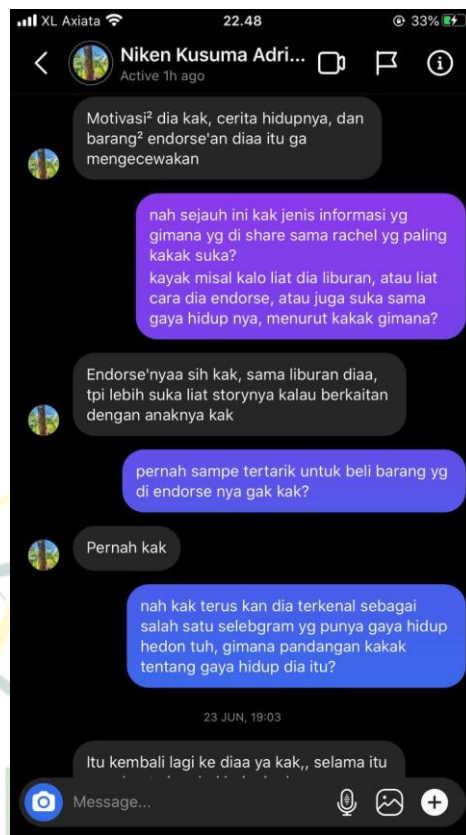 XL Axiata
22.48
33%
Niken Kusuma Adri...
Active 1h ago
Motivasi² dia kak, cerita hidupnya, dan
barang² endorse'an diaa itu ga
mengecewakan
nah sejauh ini kak jenis informasi yg
gimana yg di share sama rachel yg paling
kakak suka?
kayak misal kalo liat dia liburan, atau liat
cara dia endorse, atau juga suka sama
gaya hidup nya, menurut kakak gimana?
Endorse'nyaa sih kak, sama liburan diaa,
tpi lebih suka liat storynya kalau berkaitan
dengan anaknya kak
pernah sampe tertarik untuk beli barang yg
di endorse nya gak kak?
Pernah kak
nah kak terus kan dia terkenal sebagai
salah satu selebgram yg punya gaya hidup
hedon tuh, gimana pandangan kakak
tentang gaya hidup dia itu?
23 JUN, 19:03
Itu kembali lagi ke diaa ya kak,, selama itu
Message...